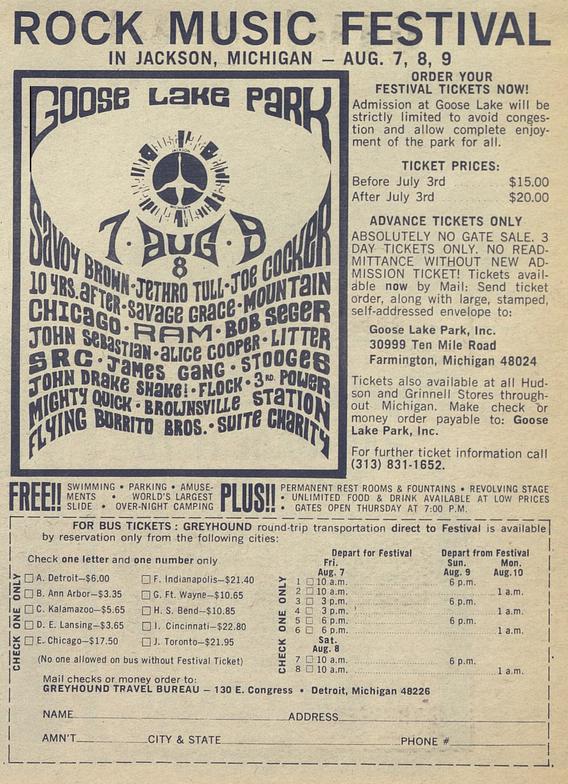 ROCK MUSIC FESTIVAL
IN JACKSON, MICHIGAN — AUG. 7, 8, 9
GOOSE LAKE PARK
7 · AUG · 9
8
SAVOY BROWN · JETHRO TULL · JOE COCKER
10 YRS. AFTER · SAVAGE GRACE · MOUNTAIN
CHICAGO · RAM · BOB SEGER
JOHN SEBASTIAN · ALICE COOPER · LITTER
SRC · JAMES GANG · STOOGES
JOHN DRAKE SHAKE! · FLOCK · 3RD. POWER
MIGHTY QUICK · BROWNSVILLE STATION
FLYING BURRITO BROS. · SUITE CHARITY
ORDER YOUR
FESTIVAL TICKETS NOW!
Admission at Goose Lake will be
strictly limited to avoid conges-
tion and allow complete enjoy-
ment of the park for all.
TICKET PRICES:
Before July 3rd $15.00
After July 3rd $20.00
ADVANCE TICKETS ONLY
ABSOLUTELY NO GATE SALE. 3
DAY TICKETS ONLY. NO READ-
MITTANCE WITHOUT NEW AD-
MISSION TICKET! Tickets avail-
able now by Mail: Send ticket
order, along with large, stamped,
self-addressed envelope to:
Goose Lake Park, Inc.
30999 Ten Mile Road
Farmington, Michigan 48024
Tickets also available at all Hud-
son and Grinnell Stores through-
out Michigan. Make check or
money order payable to: Goose
Lake Park, Inc.
For further ticket information call
(313) 831-1652.
FREE!! SWIMMING • PARKING • AMUSE-
MENTS • WORLD'S LARGEST
SLIDE • OVER-NIGHT CAMPING
PLUS!! PERMANENT REST ROOMS & FOUNTAINS • REVOLVING STAGE
• UNLIMITED FOOD & DRINK AVAILABLE AT LOW PRICES
• GATES OPEN THURSDAY AT 7:00 P.M.
FOR BUS TICKETS : GREYHOUND round-trip transportation direct to Festival is available
by reservation only from the following cities:
Check one letter and one number only
CHECK ONE ONLY
A. Detroit—$6.00
B. Ann Arbor—$3.35
C. Kalamazoo—$5.65
D. E. Lansing—$3.65
E. Chicago—$17.50
F. Indianapolis—$21.40
G. Ft. Wayne—$10.65
H. S. Bend—$10.85
I. Cincinnati—$22.80
J. Toronto—$21.95
(No one allowed on bus without Festival Ticket)
CHECK ONE ONLY
Depart for Festival Depart from Festival
Fri. Sun. Mon.
Aug. 7 Aug. 9 Aug. 10
1 10 a.m. 6 p.m.
2 10 a.m. 1 a.m.
3 3 p.m. 6 p.m.
4 3 p.m. 1 a.m.
5 6 p.m. 6 p.m.
6 6 p.m. 1 a.m.
Sat.
Aug. 8
7 10 a.m. 6 p.m.
8 10 a.m. 1 a.m.
Mail checks or money order to:
GREYHOUND TRAVEL BUREAU — 130 E. Congress • Detroit, Michigan 48226
NAME ADDRESS
AM'N'T CITY & STATE PHONE #